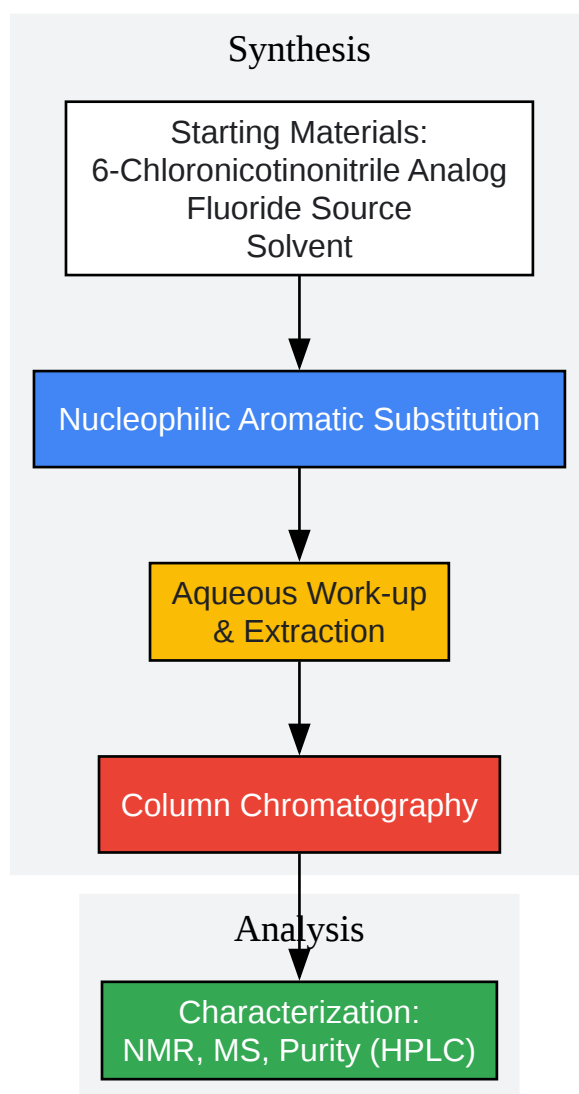 Synthesis
Starting Materials:
6-Chloronicotinonitrile Analog
Fluoride Source
Solvent
Nucleophilic Aromatic Substitution
Aqueous Work-up
& Extraction
Column Chromatography
Analysis
Characterization:
NMR, MS, Purity (HPLC)